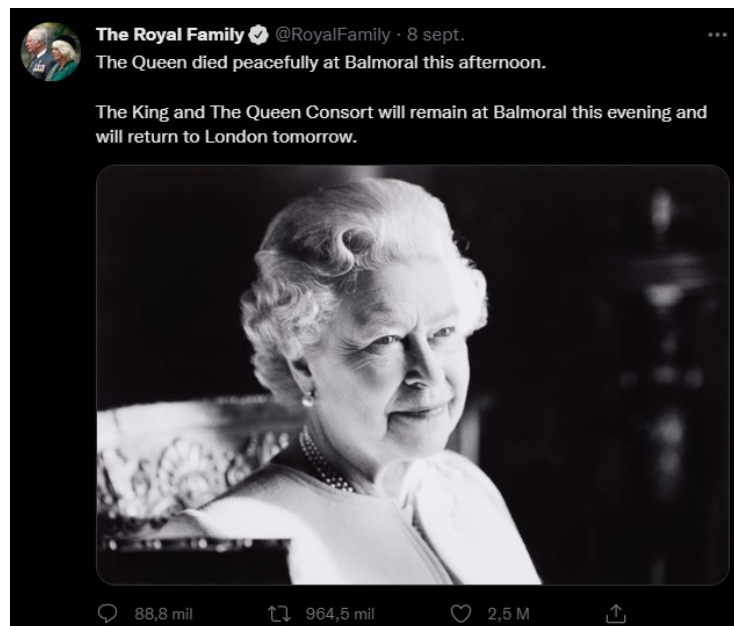 The Royal Family @RoyalFamily · 8 sept.
The Queen died peacefully at Balmoral this afternoon.
The King and The Queen Consort will remain at Balmoral this evening and
will return to London tomorrow.
88,8 mil 964,5 mil 2,5 M